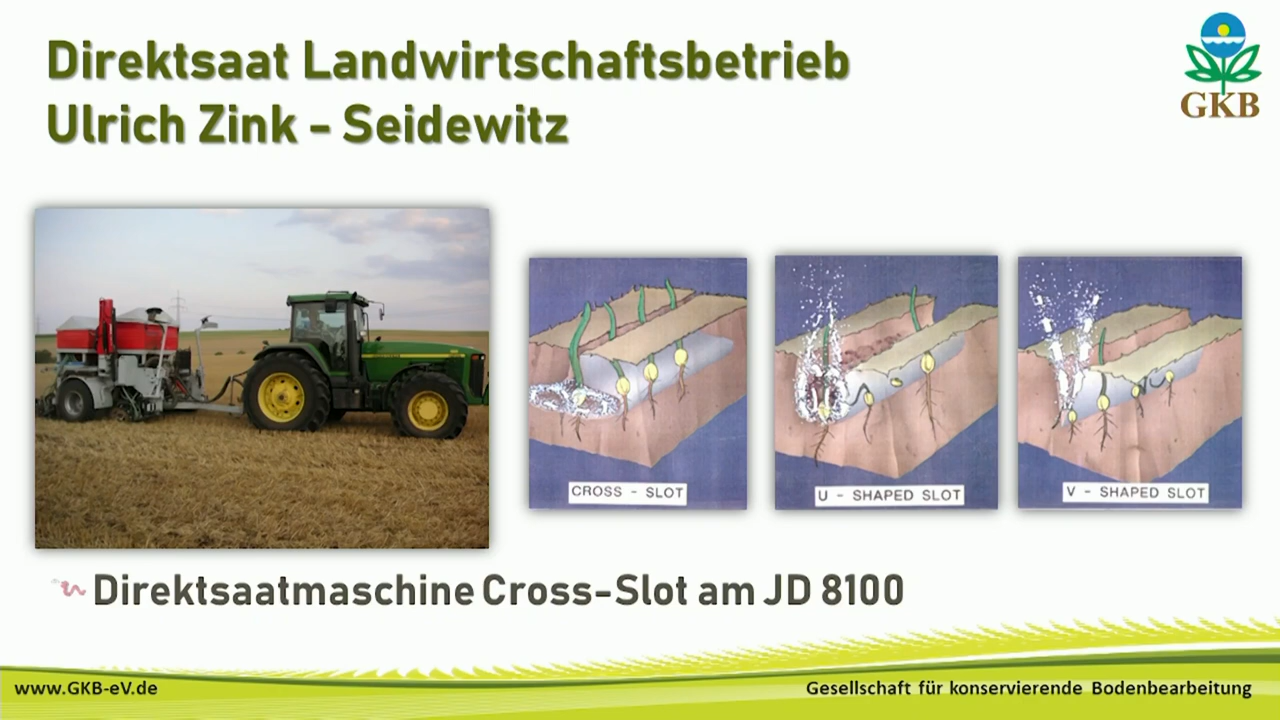 Direktsaat Landwirtschaftsbetrieb
Ulrich Zink - Seidewitz
GKB
CROSS - SLOT
U - SHAPED SLOT
V - SHAPED SLOT
Direktsaatmaschine Cross-Slot am JD 8100
www.GKB-eV.de
Gesellschaft für konservierende Bodenbearbeitung